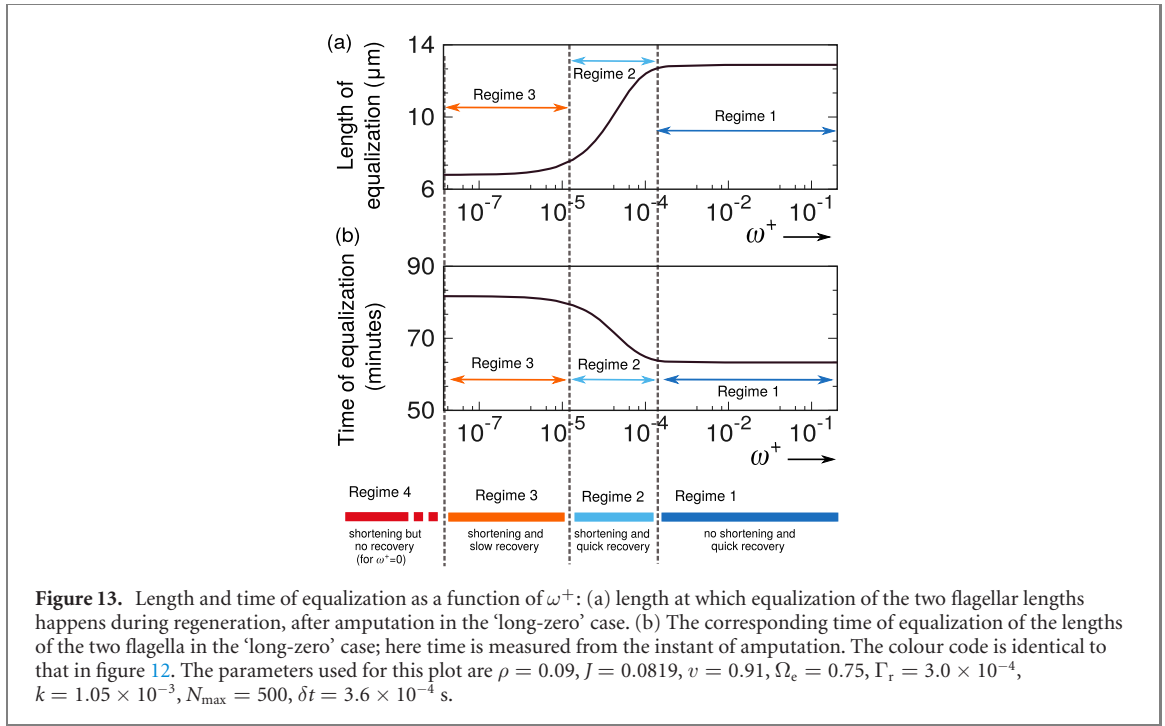 (a)
Length of
equalization (μm)
14
10
6
Regime 3
Regime 2
Regime 1
10⁻⁷ 10⁻⁵ 10⁻⁴ 10⁻² 10⁻¹
ω⁺
(b)
Time of equalization
(minutes)
90
70
50
Regime 3
Regime 2
Regime 1
10⁻⁷ 10⁻⁵ 10⁻⁴ 10⁻² 10⁻¹
ω⁺
Regime 4 Regime 3 Regime 2 Regime 1
shortening but
no recovery
(for ω⁺=0)
shortening and
slow recovery
shortening and
quick recovery
no shortening and
quick recovery
Figure 13. Length and time of equalization as a function of ω⁺: (a) length at which equalization of the two flagellar lengths
happens during regeneration, after amputation in the ‘long-zero’ case. (b) The corresponding time of equalization of the lengths
of the two flagella in the ‘long-zero’ case; here time is measured from the instant of amputation. The colour code is identical to
that in figure 12. The parameters used for this plot are ρ = 0.09, J = 0.0819, v = 0.91, Ωₑ = 0.75, Γᵣ = 3.0 × 10⁻⁴,
k = 1.05 × 10⁻³, Nmax = 500, δt = 3.6 × 10⁻⁴ s.